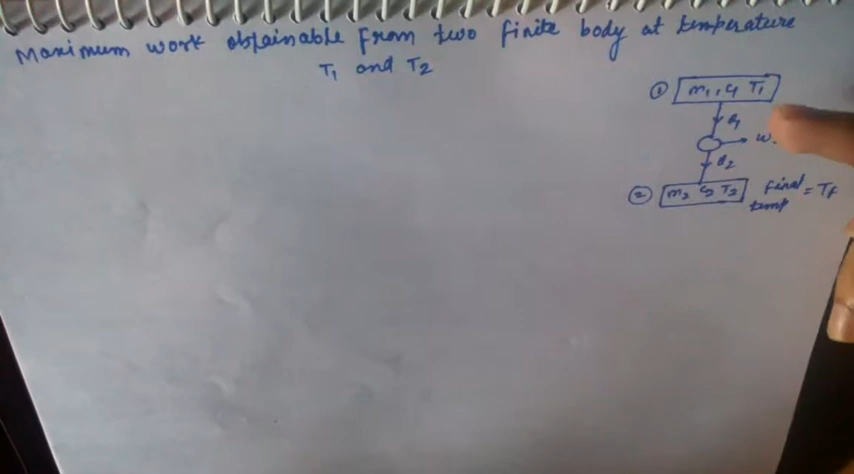 Maximum work obtainable from two finite body at temperature
T1 and T2
① m1, c1 T1
Q1
W.
Q2
② m2 c2 T2 final temp = Tf